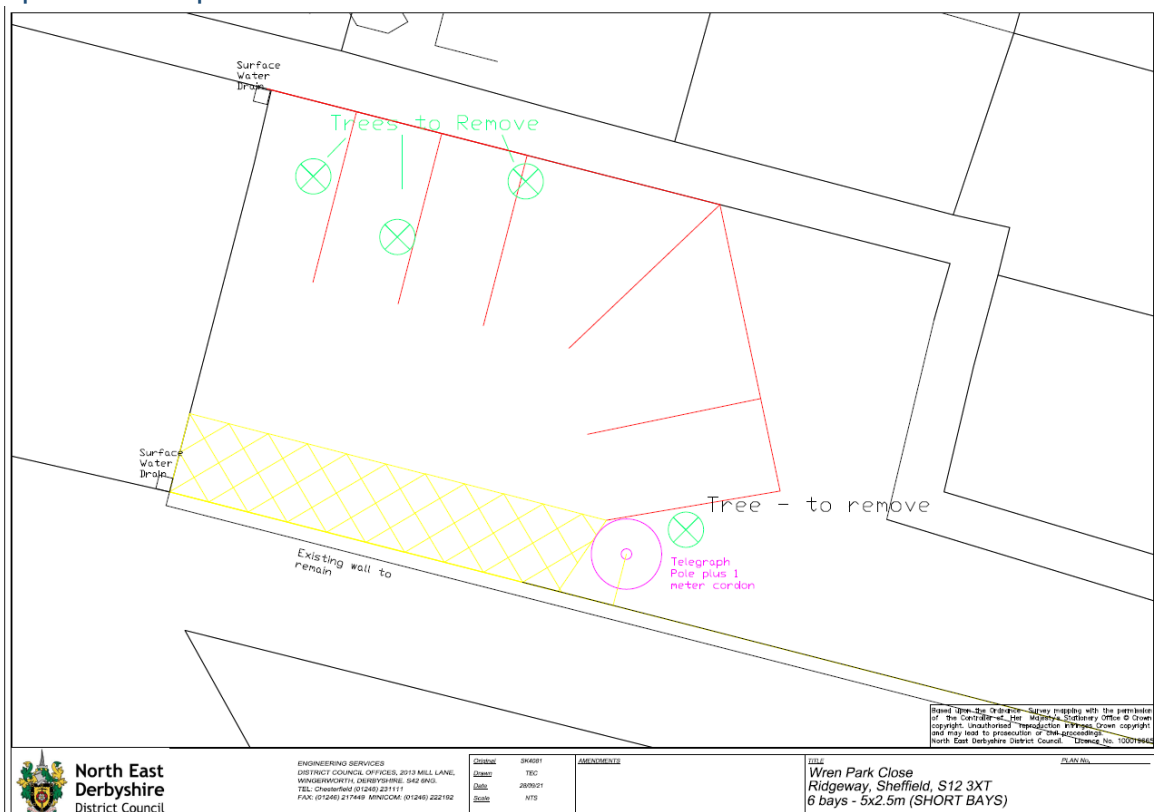 Surface
Water
Drain
Trees to Remove
Surface
Water
Drain
Tree - to remove
Existing wall to
remain
Telegraph
Pole plus 1
meter cordon
Based upon the Ordnance Survey mapping with the permission
of the Controller of Her Majesty's Stationery Office © Crown
copyright. Unauthorised reproduction infringes Crown copyright
and may lead to prosecution or civil proceedings.
North East Derbyshire District Council. Licence No.
North East
Derbyshire
District Council
ENGINEERING SERVICES
DISTRICT COUNCIL OFFICES, 2013 MILL LANE,
WINGERWORTH, DERBYSHIRE. S42 6NG.
TEL: Chesterfield (01246) 231111
FAX: (01246) 217449 MINICOM: (01246) 222192
Original SK4081
Drawn TEC
Date 28/09/21
Scale NTS
AMENDMENTS
TITLE
Wren Park Close
Ridgeway, Sheffield, S12 3XT
6 bays - 5x2.5m (SHORT BAYS)
PLAN No.